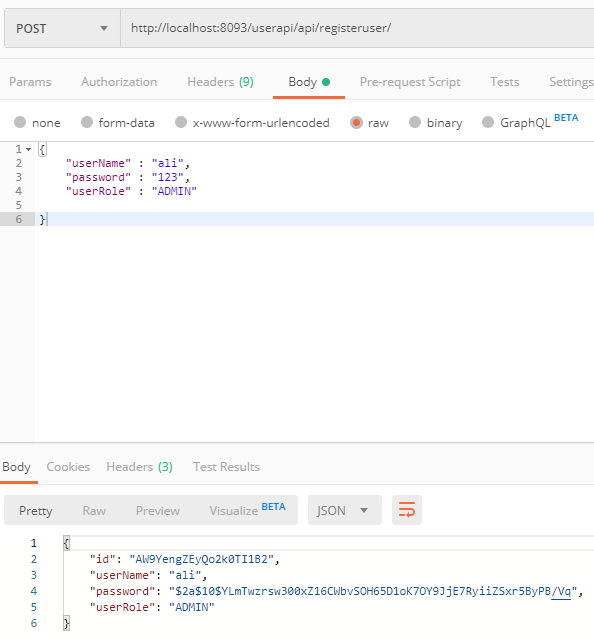 POST http://localhost:8093/userapi/api/registeruser/
Params Authorization Headers (9) Body Pre-request Script Tests Settings
none form-data x-www-form-urlencoded raw binary GraphQL BETA
1 {
2 "userName" : "ali",
3 "password" : "123",
4 "userRole" : "ADMIN"
5
6 }
Body Cookies Headers (3) Test Results
Pretty Raw Preview Visualize BETA JSON
1 {
2 "id": "AW9YengZEyQo2k0TI1B2",
3 "userName": "ali",
4 "password": "$2a$10$YLmTwzrsw300xZ16CWbvSOH65D1oK7OY9JjE7RyiiZSxr5ByPB/Vq",
5 "userRole": "ADMIN"
6 }